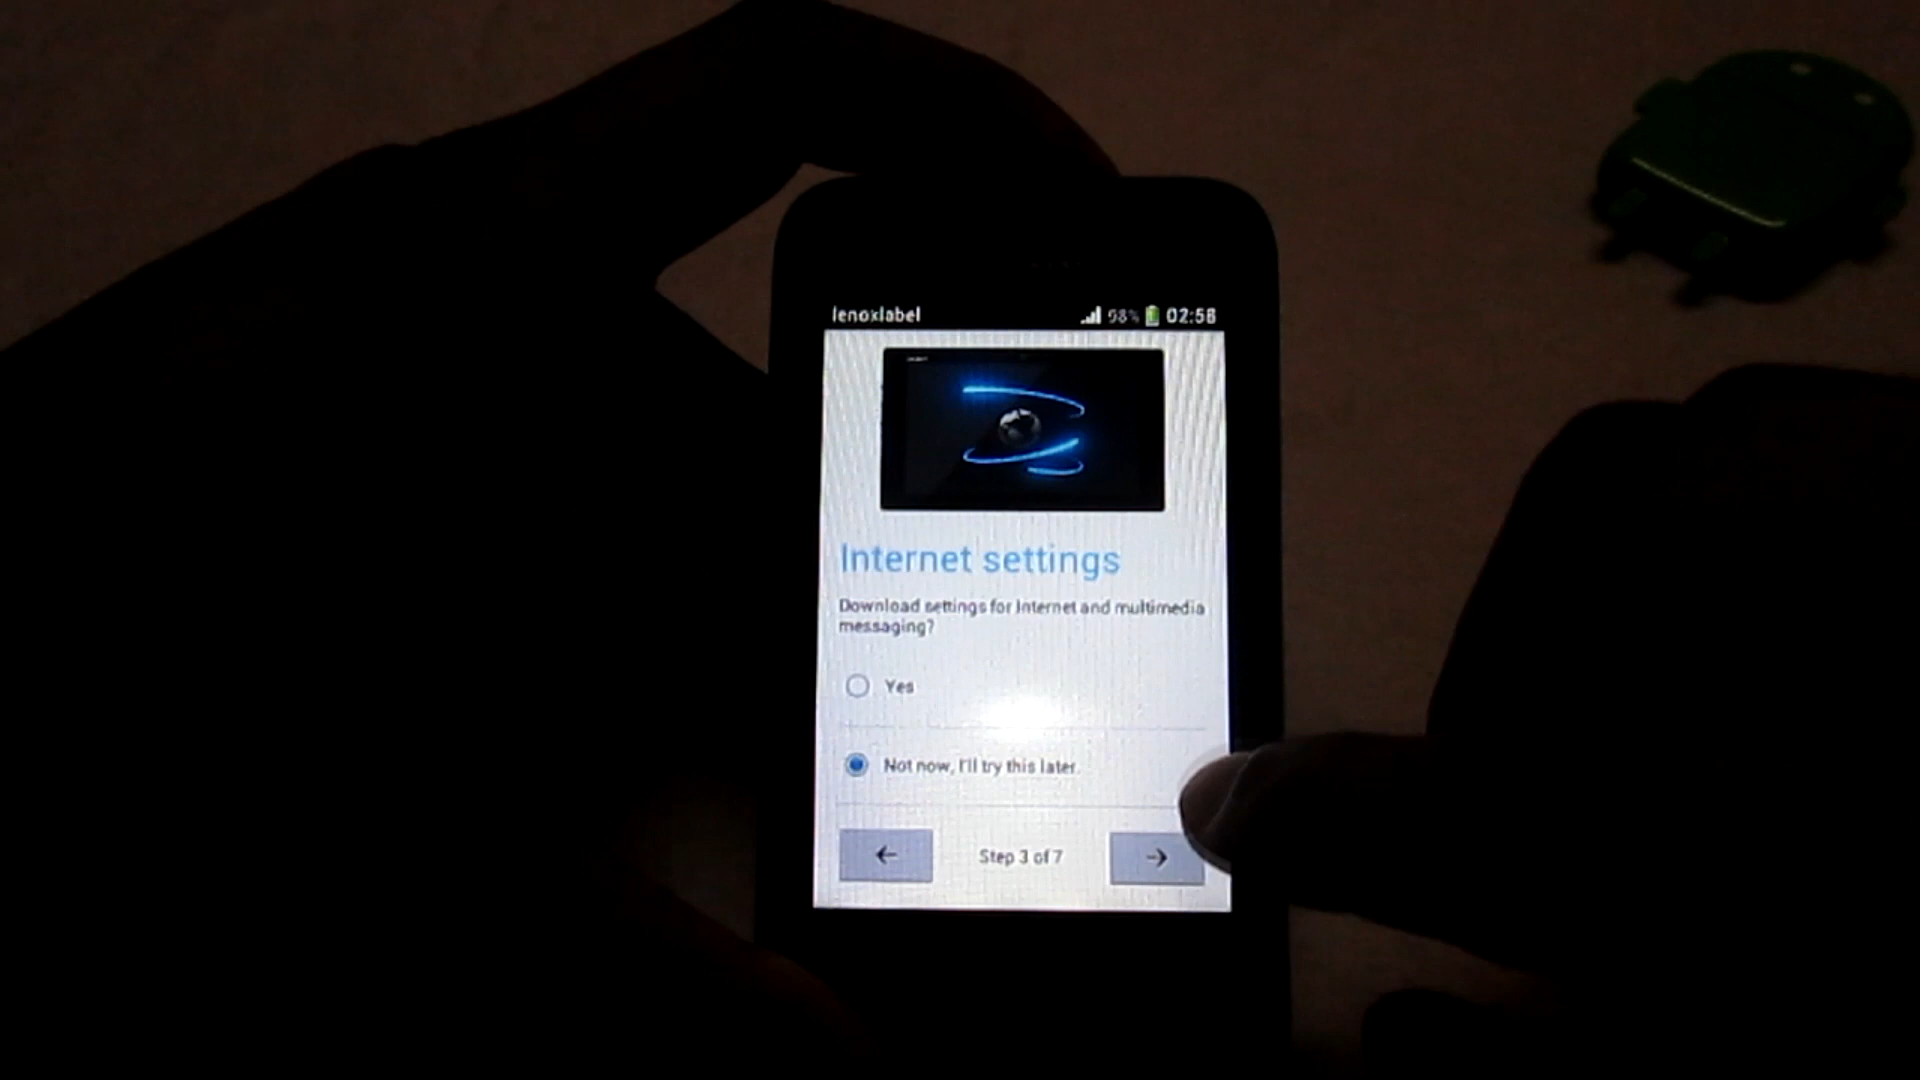 lenoxlabel 98% 02:58
Internet settings
Download settings for Internet and multimedia
messaging?
Yes
Not now, I'll try this later.
← Step 3 of 7 →